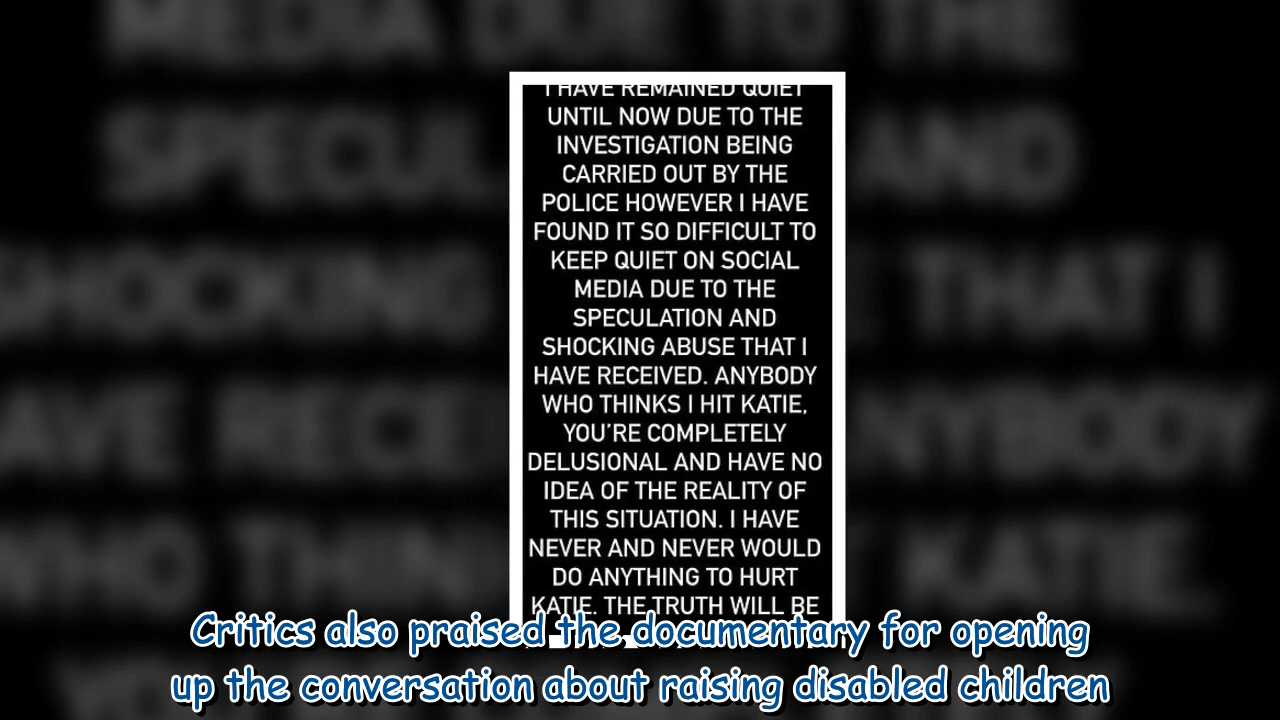 MEDIA DUE TO THE
I HAVE REMAINED QUIET
UNTIL NOW DUE TO THE
INVESTIGATION BEING
CARRIED OUT BY THE
POLICE HOWEVER I HAVE
FOUND IT SO DIFFICULT TO
KEEP QUIET ON SOCIAL
MEDIA DUE TO THE
SPECULATION AND
SHOCKING ABUSE THAT I
HAVE RECEIVED. ANYBODY
WHO THINKS I HIT KATIE,
YOU’RE COMPLETELY
DELUSIONAL AND HAVE NO
IDEA OF THE REALITY OF
THIS SITUATION. I HAVE
NEVER AND NEVER WOULD
DO ANYTHING TO HURT
KATIE. THE TRUTH WILL BE
Critics also praised the documentary for opening
up the conversation about raising disabled children